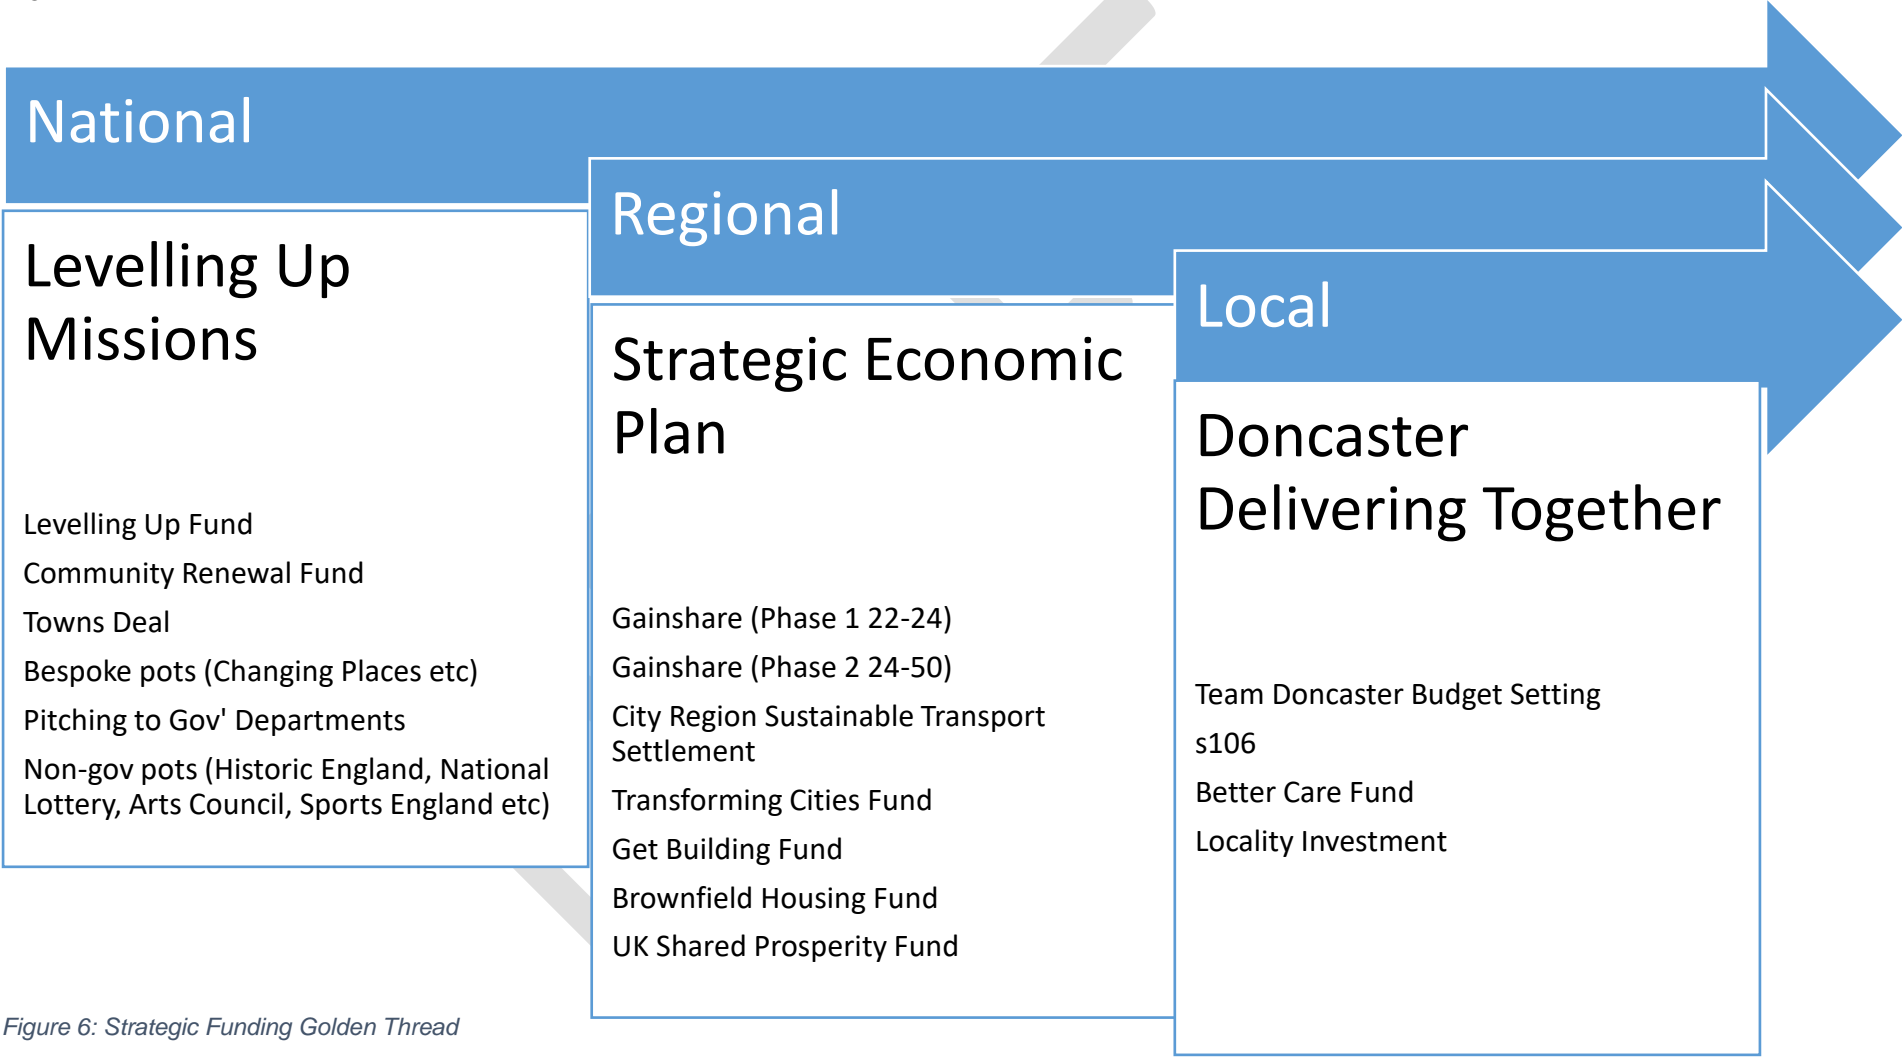 National
Levelling Up
Missions
Levelling Up Fund
Community Renewal Fund
Towns Deal
Bespoke pots (Changing Places etc)
Pitching to Gov' Departments
Non-gov pots (Historic England, National
Lottery, Arts Council, Sports England etc)
Regional
Strategic Economic
Plan
Gainshare (Phase 1 22-24)
Gainshare (Phase 2 24-50)
City Region Sustainable Transport
Settlement
Transforming Cities Fund
Get Building Fund
Brownfield Housing Fund
UK Shared Prosperity Fund
Local
Doncaster
Delivering Together
Team Doncaster Budget Setting
s106
Better Care Fund
Locality Investment
Figure 6: Strategic Funding Golden Thread